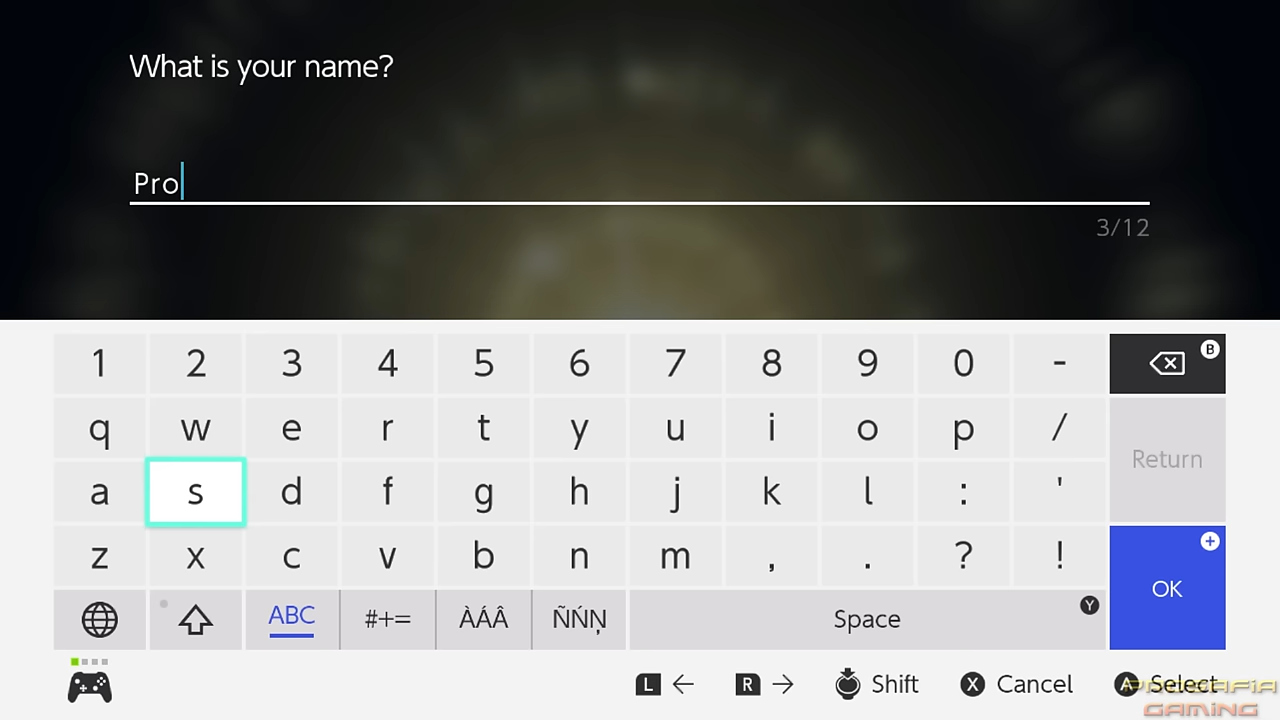 What is your name?
Pro
3/12
1 2 3 4 5 6 7 8 9 0 - B
q w e r t y u i o p /
Return
a s d f g h j k l : '
z x c v b n m , . ? ! +
OK
ABC #+= ÀÁÂ ÑŃŅ Space Y
L ← R → Shift X Cancel A Select
GAMING